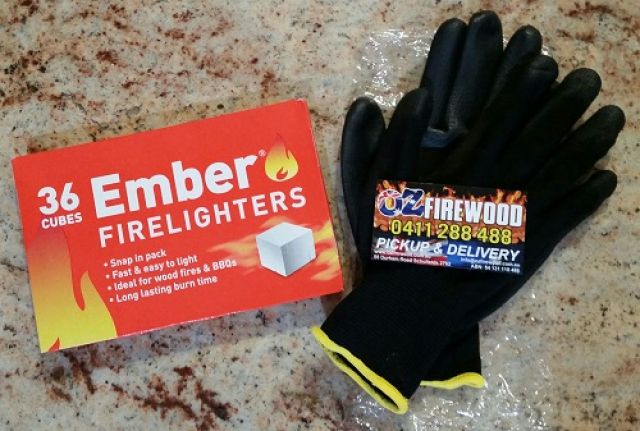 36
CUBES
Ember®
FIRELIGHTERS
• Snap in pack
• Fast & easy to light
• Ideal for wood fires & BBQs
• Long lasting burn time
OZ FIREWOOD
0411 288 488
PICKUP & DELIVERY